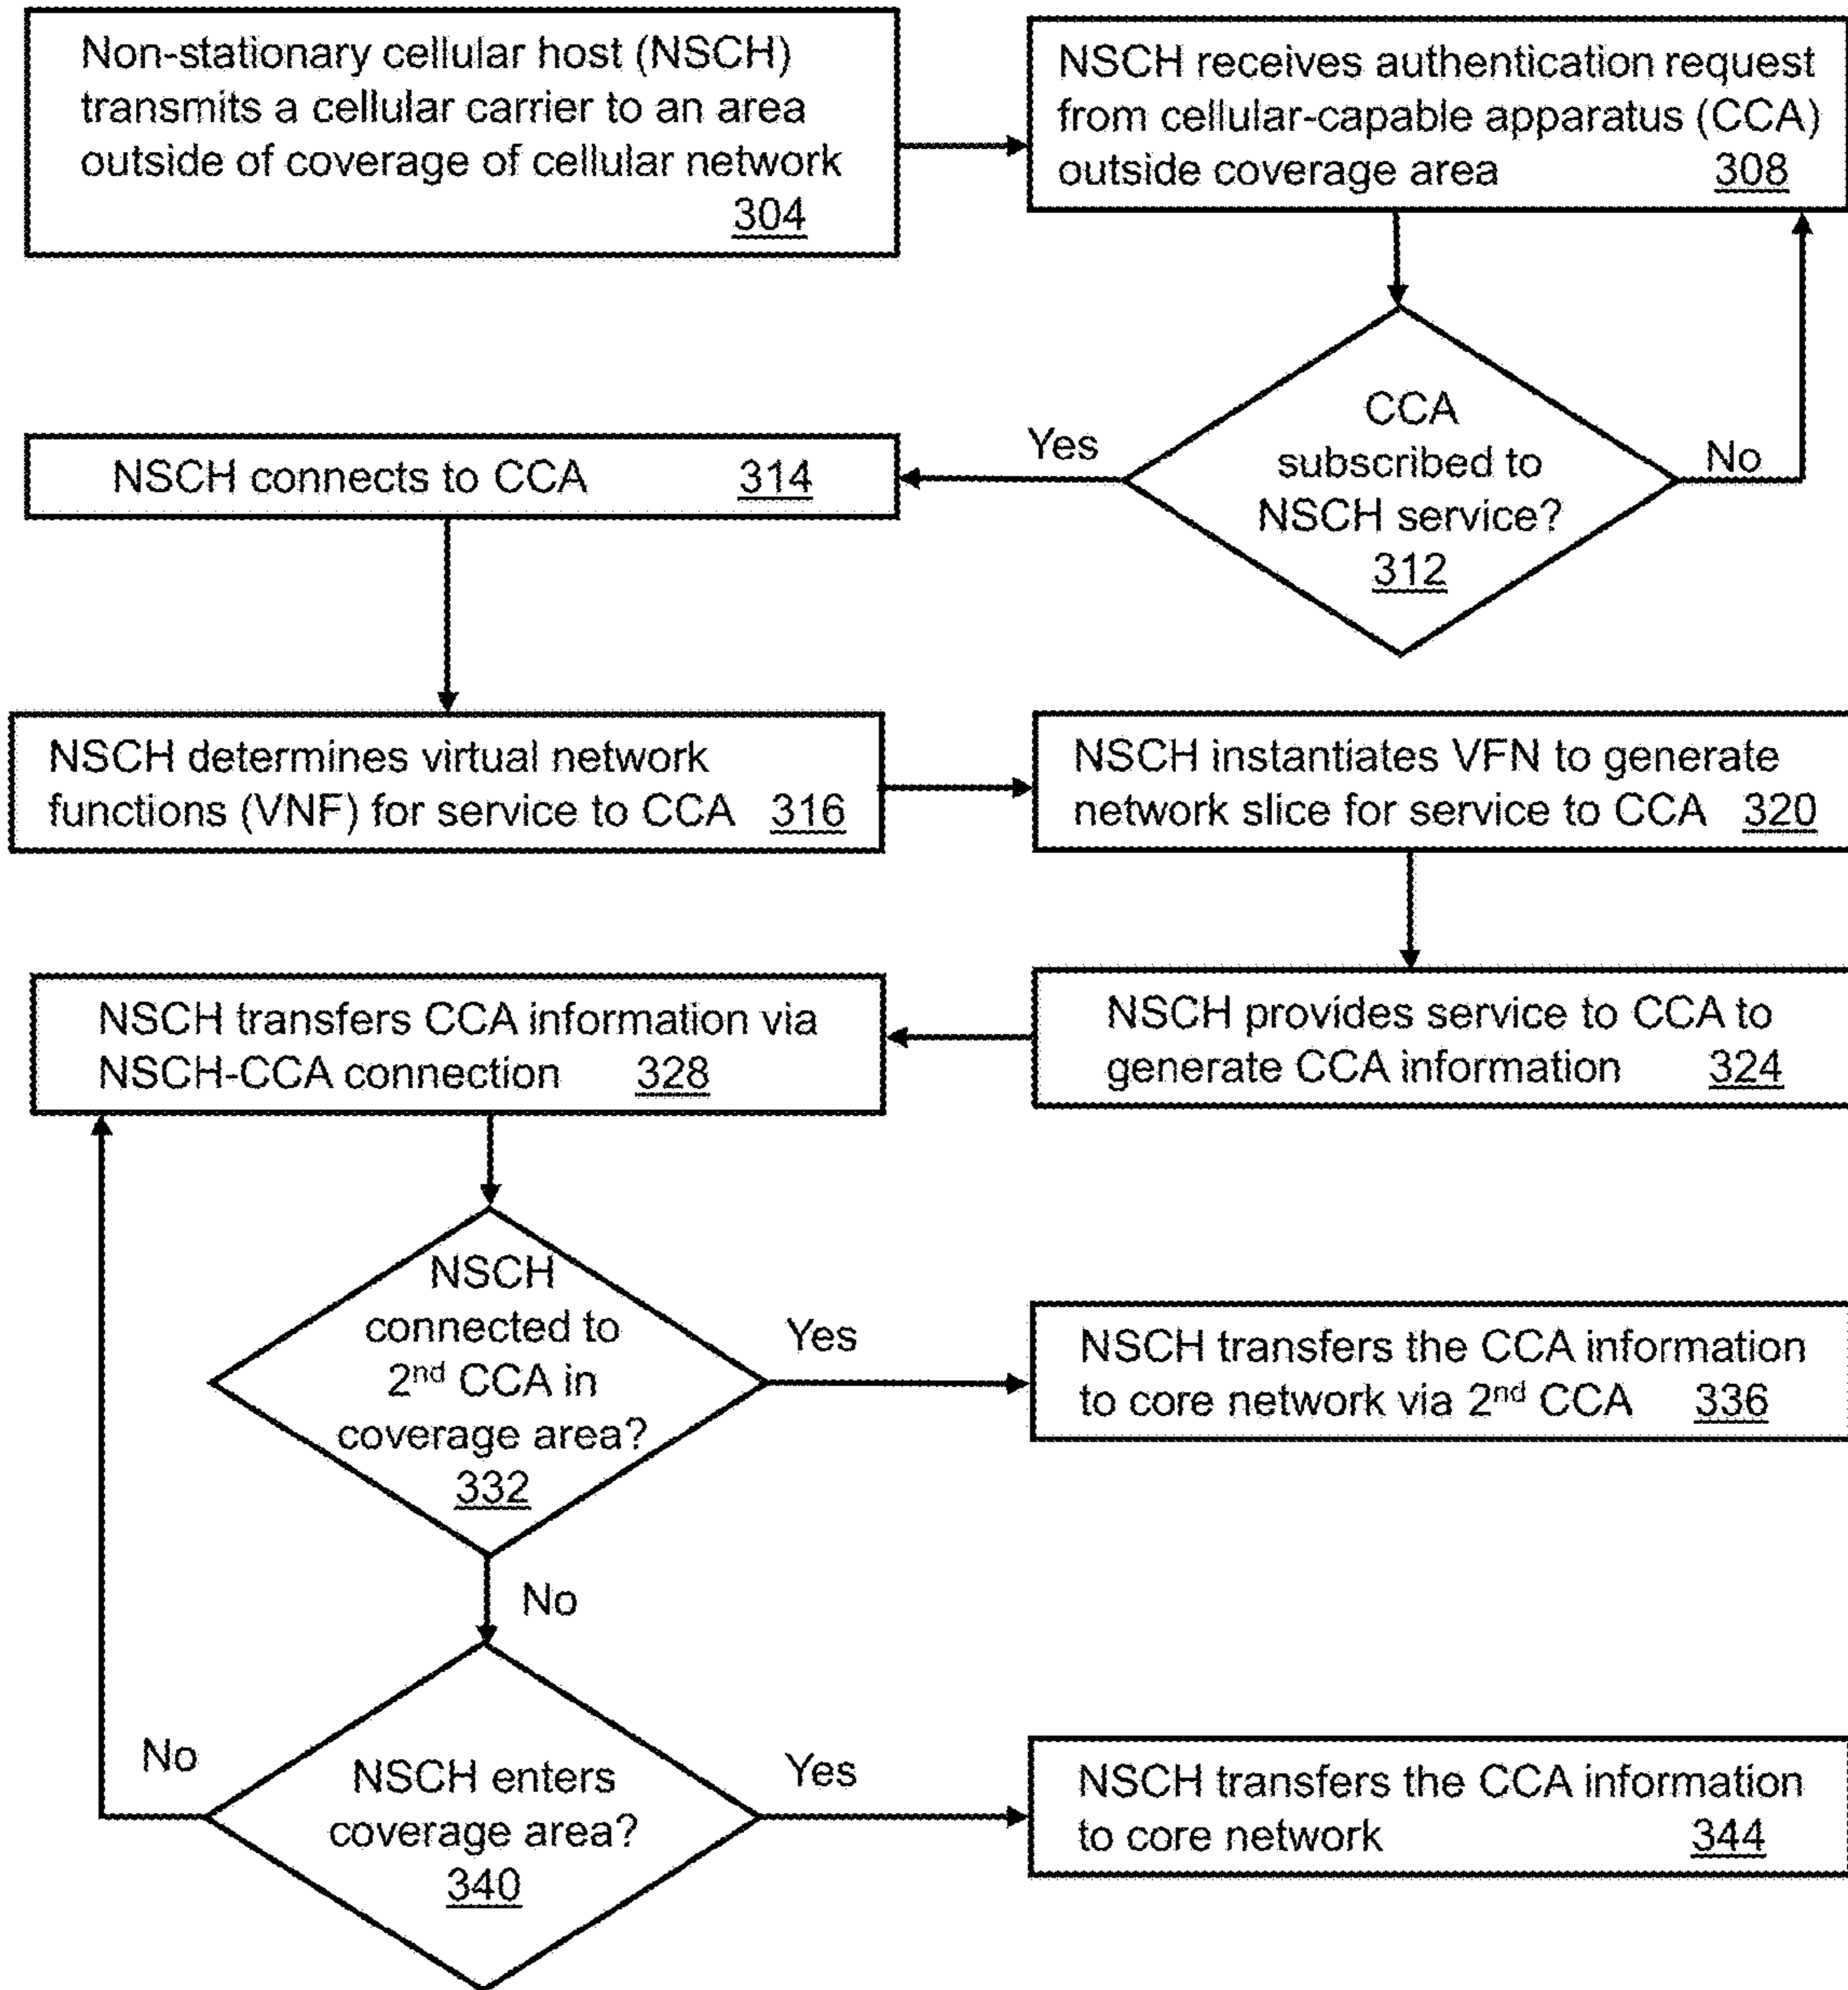 Non-stationary cellular host (NSCH)
transmits a cellular carrier to an area
outside of coverage of cellular network
304
NSCH receives authentication request
from cellular-capable apparatus (CCA)
outside coverage area 308
CCA
subscribed to
NSCH service?
312
Yes
No
NSCH connects to CCA 314
NSCH determines virtual network
functions (VNF) for service to CCA 316
NSCH instantiates VFN to generate
network slice for service to CCA 320
NSCH provides service to CCA to
generate CCA information 324
NSCH transfers CCA information via
NSCH-CCA connection 328
NSCH
connected to
2nd CCA in
coverage area?
332
Yes
NSCH transfers the CCA information
to core network via 2nd CCA 336
No
NSCH enters
coverage area?
340
No
Yes
NSCH transfers the CCA information
to core network 344